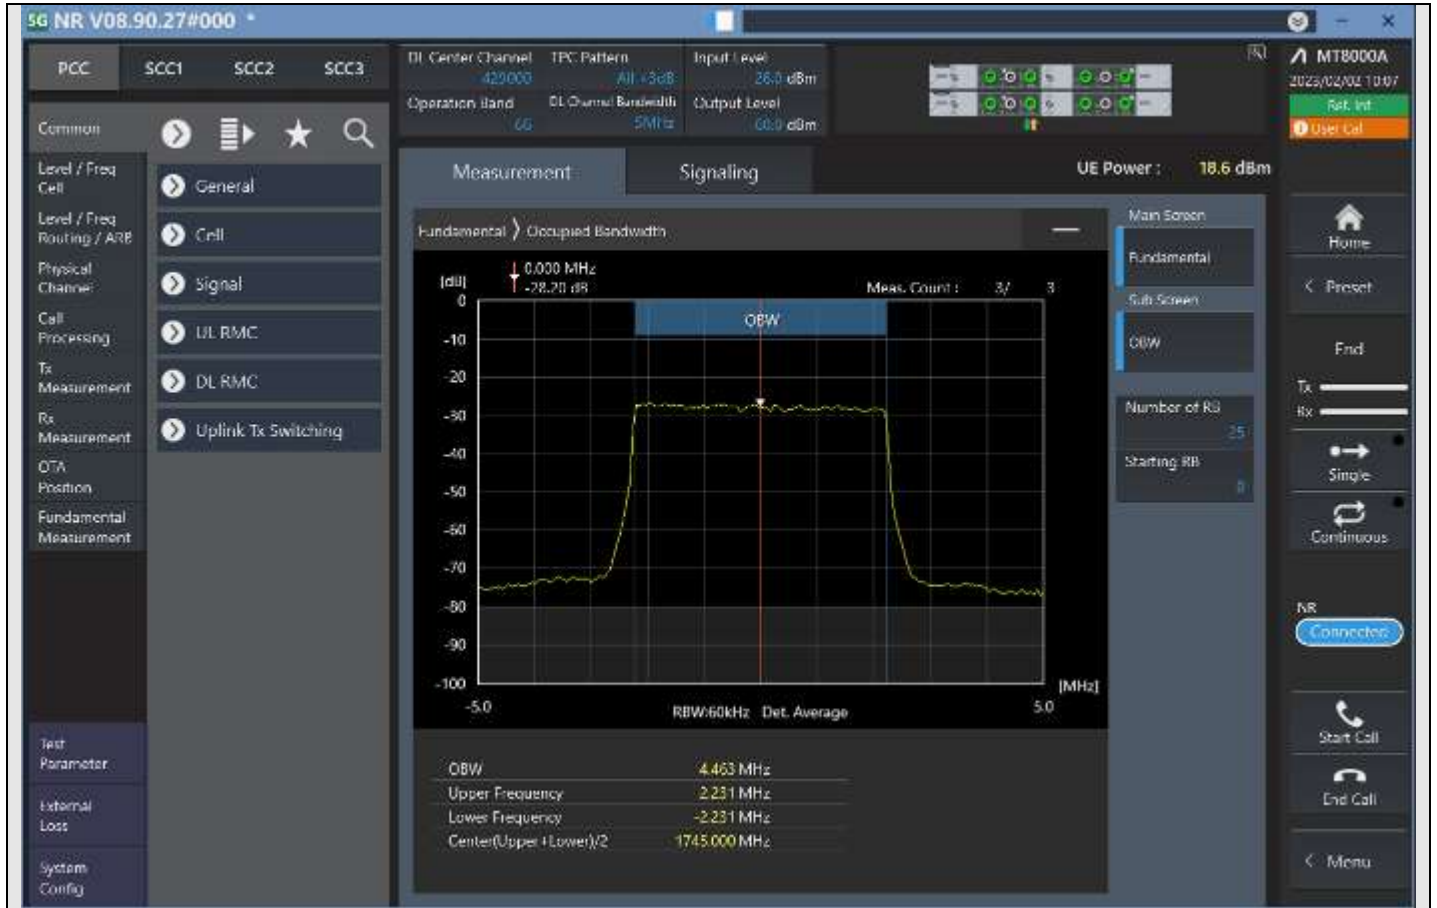 5G NR V08.90.27#000 *
PCC SCC1 SCC2 SCC3
DL Center Channel TPC Pattern Input Level
429000 All +3dB 26.0 dBm
Operation Band DL Channel Bandwidth Output Level
66 5MHz dBm
MT8000A
2023/02/02 10:07
Ref. Int
User Cal
Common
Level / Freq
Cell
Level / Freq
Routing / ARB
Physical
Channel
Call
Processing
Tx
Measurement
Rx
Measurement
OTA
Position
Fundamental
Measurement
Test
Parameter
External
Loss
System
Config
General
Cell
Signal
UL RMC
DL RMC
Uplink Tx Switching
Measurement Signaling UE Power : 18.6 dBm
Fundamental > Occupied Bandwidth
0.000 MHz
[dB] -28.20 dB Meas. Count : 3/ 3
0
OBW
-10
-20
-30
-40
-50
-60
-70
-80
-90
-100
[MHz]
-5.0 RBW:60kHz Det. Average 5.0
OBW 4.463 MHz
Upper Frequency 2.231 MHz
Lower Frequency -2.231 MHz
Center(Upper+Lower)/2 1745.000 MHz
Main Screen
Fundamental
Sub Screen
OBW
Number of RB
25
Starting RB
0
Home
< Preset
End
Tx
Rx
Single
Continuous
NR
Connected
Start Call
End Call
< Menu